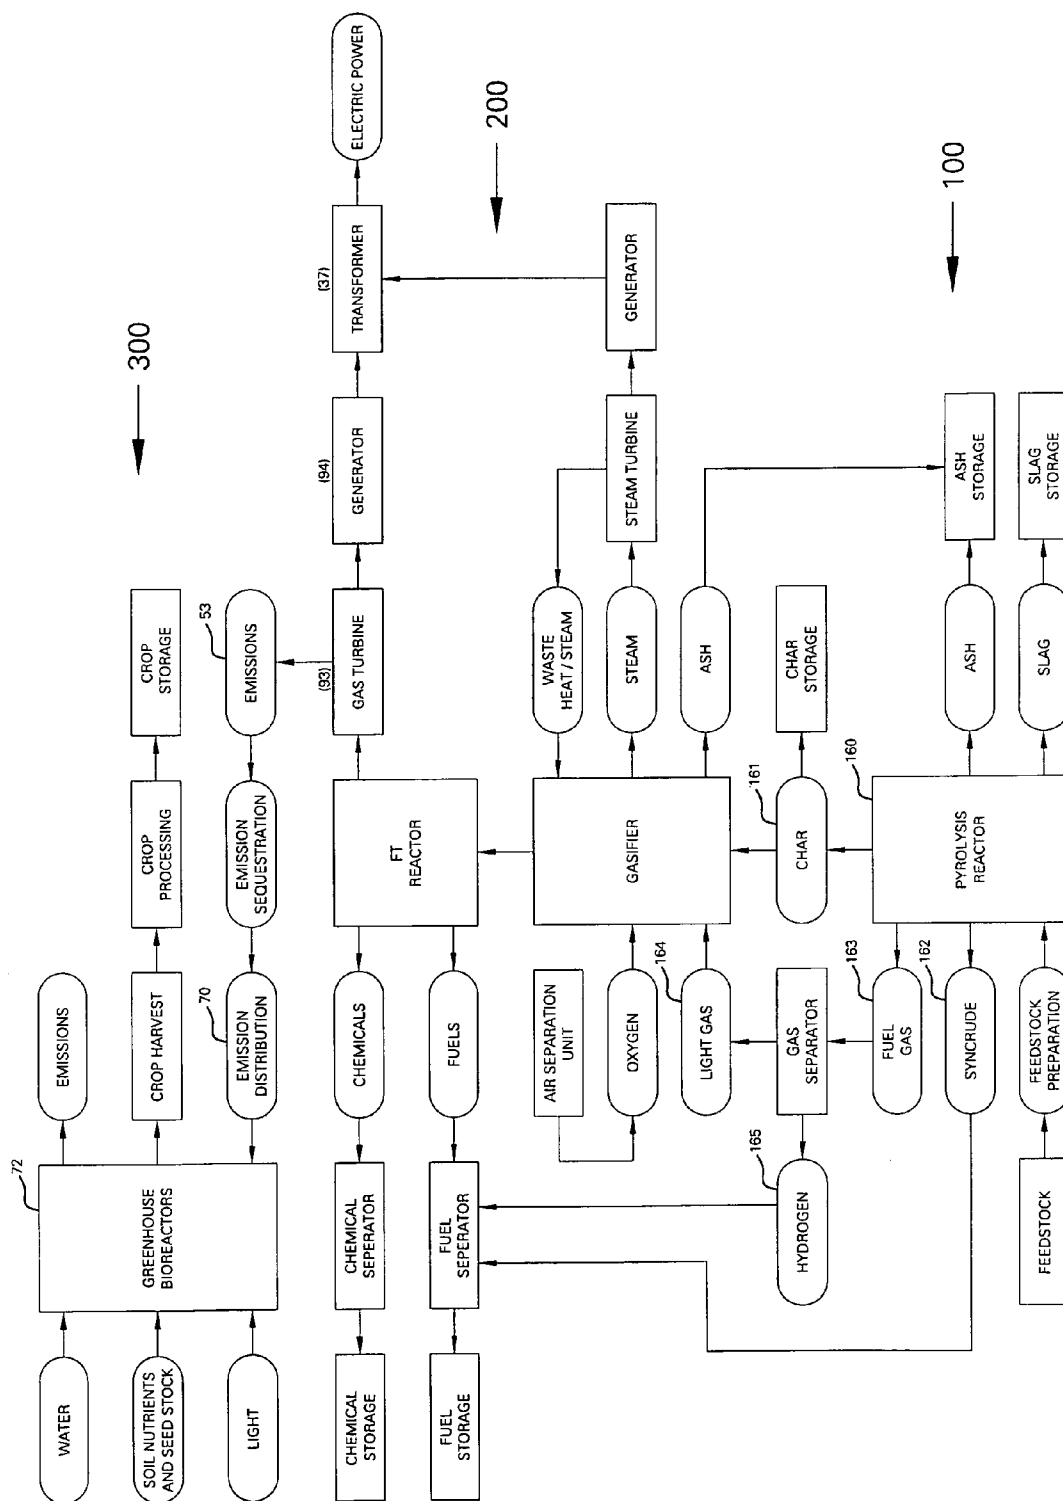 WATER
SOIL NUTRIENTS
AND SEED STOCK
LIGHT
72
GREENHOUSE
BIOREACTORS
EMISSIONS
CROP HARVEST
CROP
PROCESSING
CROP
STORAGE
300
70
EMISSION
DISTRIBUTION
EMISSION
SEQUESTRATION
53
EMISSIONS
CHEMICAL
STORAGE
CHEMICAL
SEPERATOR
CHEMICALS
FUEL
STORAGE
FUEL
SEPERATOR
FUELS
FT
REACTOR
(93)
GAS TURBINE
(94)
GENERATOR
(37)
TRANSFORMER
ELECTRIC POWER
200
AIR SEPARATION
UNIT
OXYGEN
164
LIGHT GAS
GASIFIER
WASTE
HEAT / STEAM
STEAM
STEAM TURBINE
GENERATOR
ASH
165
HYDROGEN
GAS
SEPARATOR
161
CHAR
CHAR
STORAGE
163
FUEL
GAS
162
SYNCRUDE
FEEDSTOCK
FEEDSTOCK
PREPARATION
160
PYROLYSIS
REACTOR
ASH
ASH
STORAGE
SLAG
SLAG
STORAGE
100